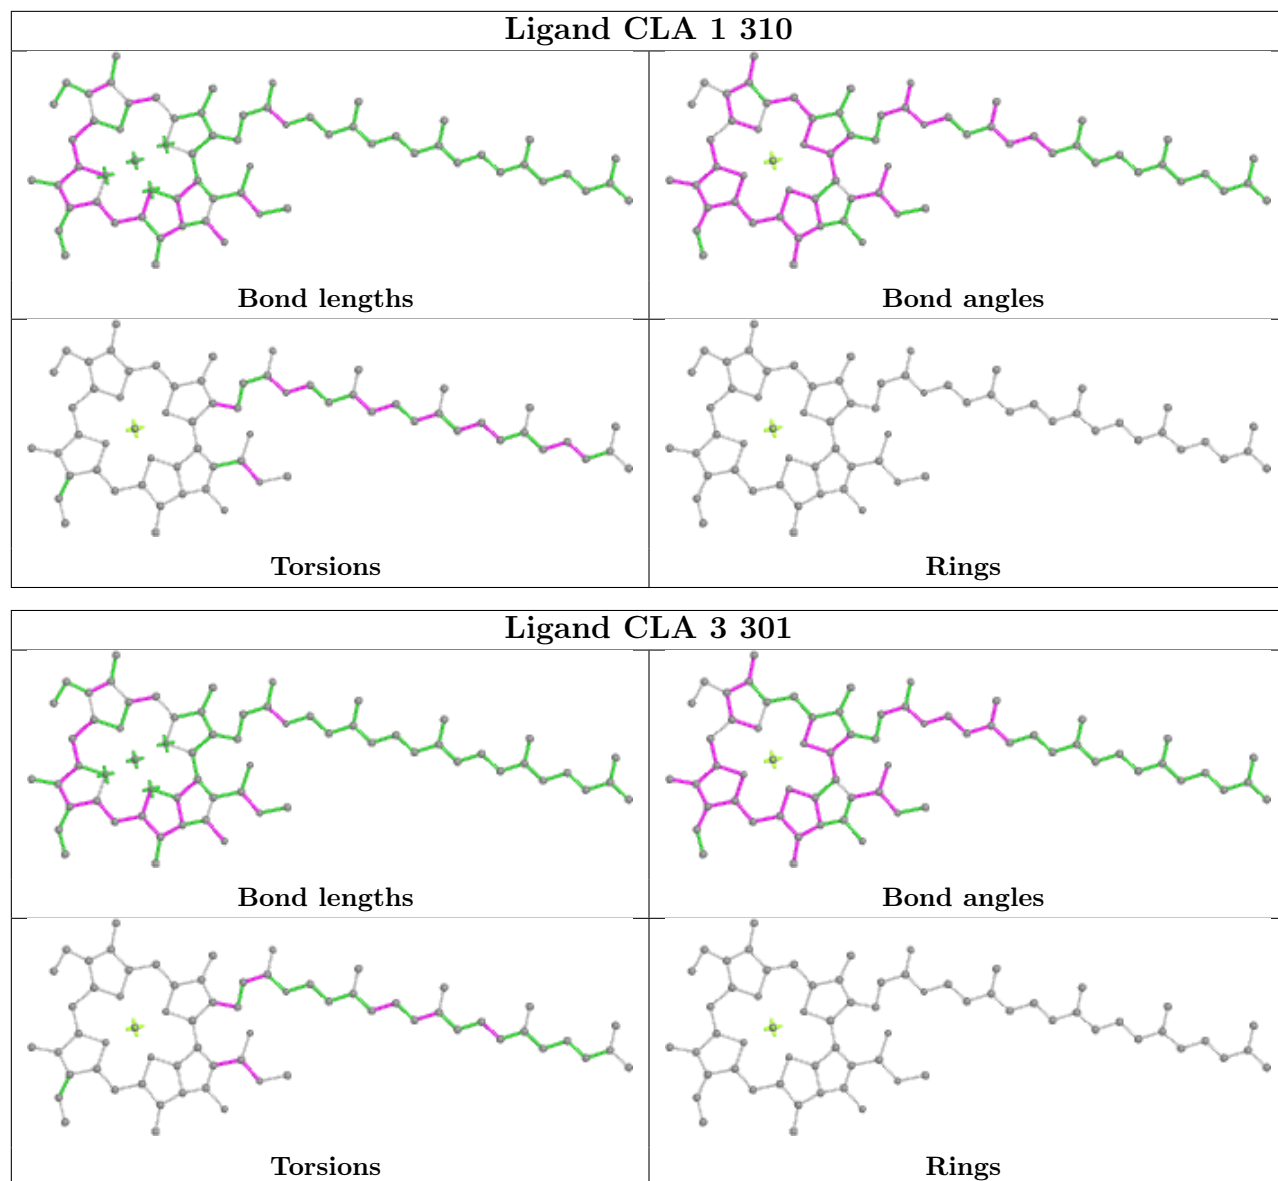 Ligand CLA 1 310
Bond lengths
Bond angles
Torsions
Rings
Ligand CLA 3 301
Bond lengths
Bond angles
Torsions
Rings